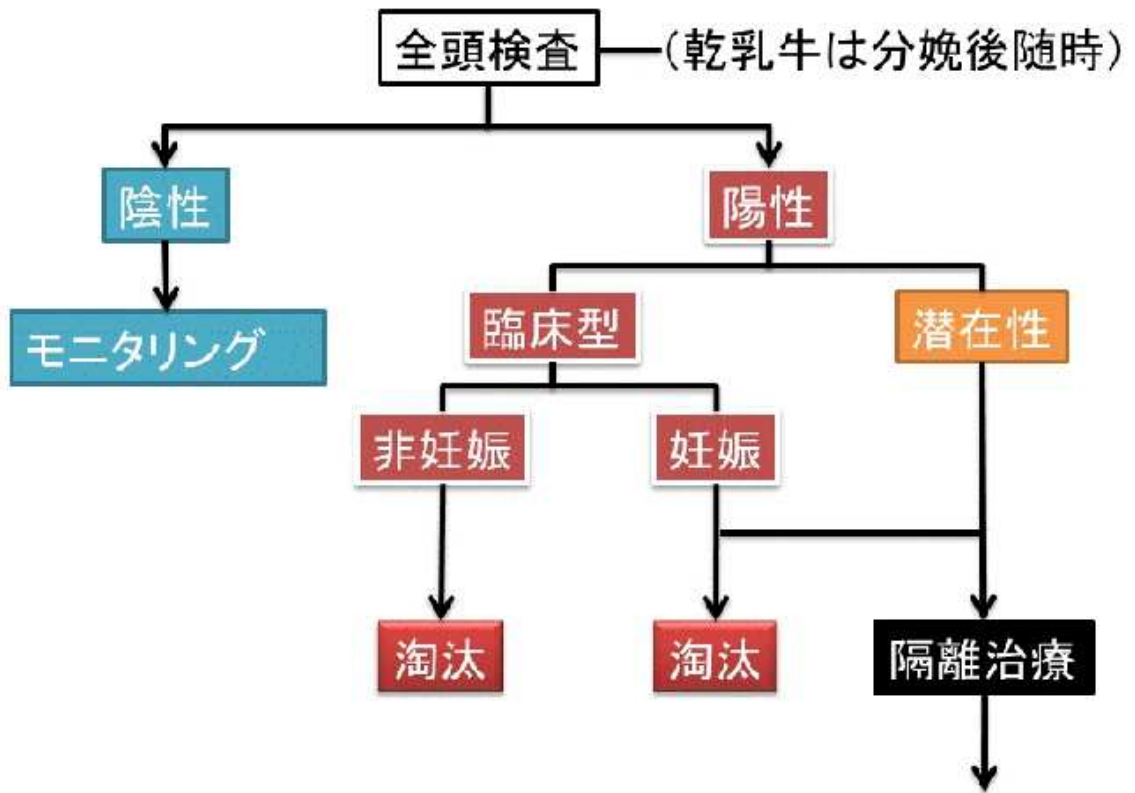 全頭検査
(乾乳牛は分娩後随時)
陰性
陽性
モニタリング
臨床型
潜在性
非妊娠
妊娠
淘汰
淘汰
隔離治療